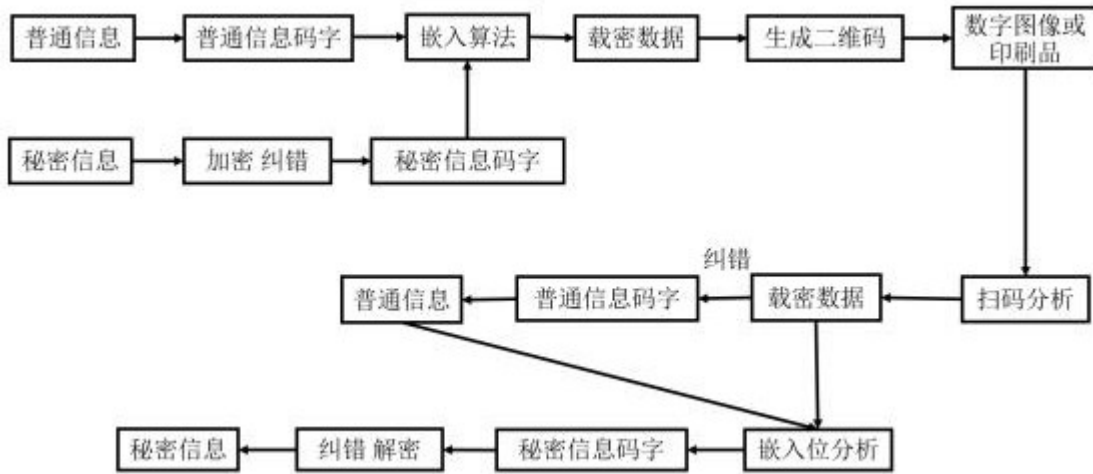 普通信息
普通信息码字
嵌入算法
载密数据
生成二维码
数字图像或
印刷品
秘密信息
加密 纠错
秘密信息码字
纠错
普通信息
普通信息码字
载密数据
扫码分析
秘密信息
纠错 解密
秘密信息码字
嵌入位分析